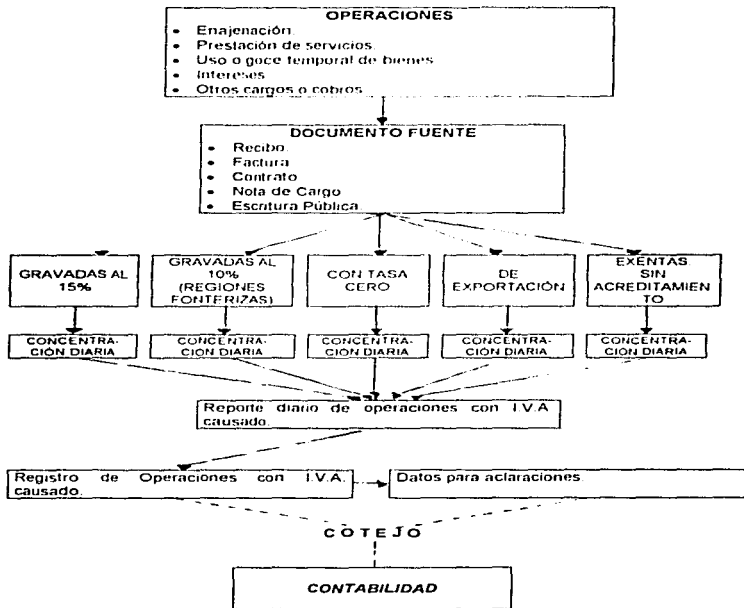 OPERACIONES
• Enajenación.
• Prestación de servicios.
• Uso o goce temporal de bienes
• Intereses
• Otros cargos o cobros
DOCUMENTO FUENTE
• Recibo.
• Factura
• Contrato
• Nota de Cargo
• Escritura Pública.
GRAVADAS AL
15%
GRAVADAS AL
10%
(REGIONES
FONTERIZAS)
CON TASA
CERO
DE
EXPORTACIÓN
EXENTAS
SIN
ACREDITAMIEN
TO
CONCENTRA-
CIÓN DIARIA
CONCENTRA-
CIÓN DIARIA
CONCENTRA-
CIÓN DIARIA
CONCENTRA-
CIÓN DIARIA
CONCENTRA-
CIÓN DIARIA
Reporte diario de operaciones con I.V.A
causado.
Registro de Operaciones con I.V.A.
causado.
Datos para aclaraciones.
COTEJO
CONTABILIDAD